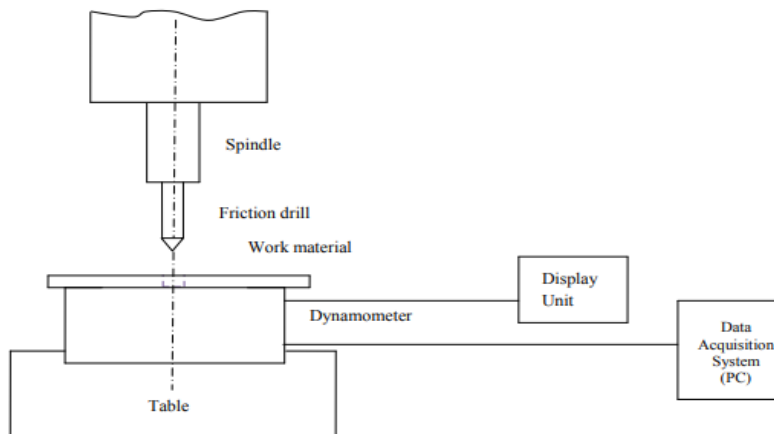 Spindle
Friction drill
Work material
Display
Unit
Dynamometer
Data
Acquisition
System
(PC)
Table